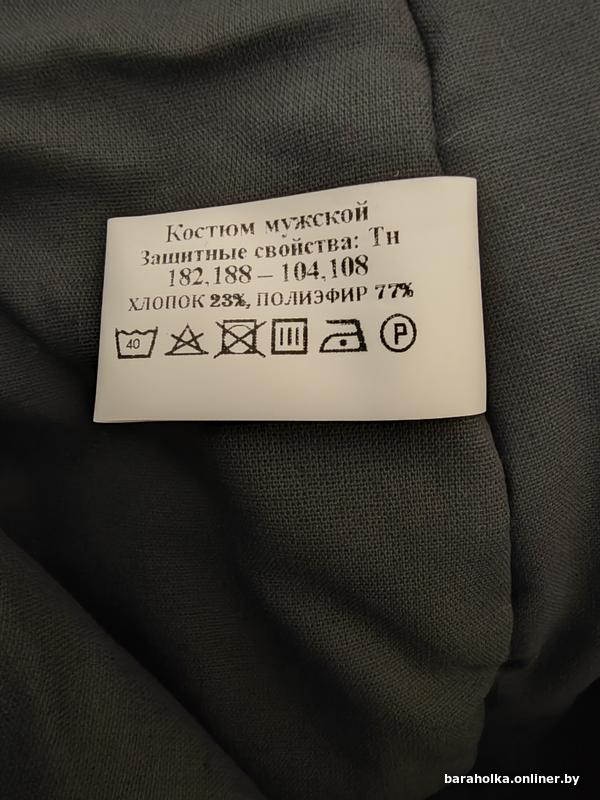 Костюм мужской
Защитные свойства: Тн
182,188 – 104,108
ХЛОПОК 23%, ПОЛИЭФИР 77%
40
P
baraholka.onliner.by